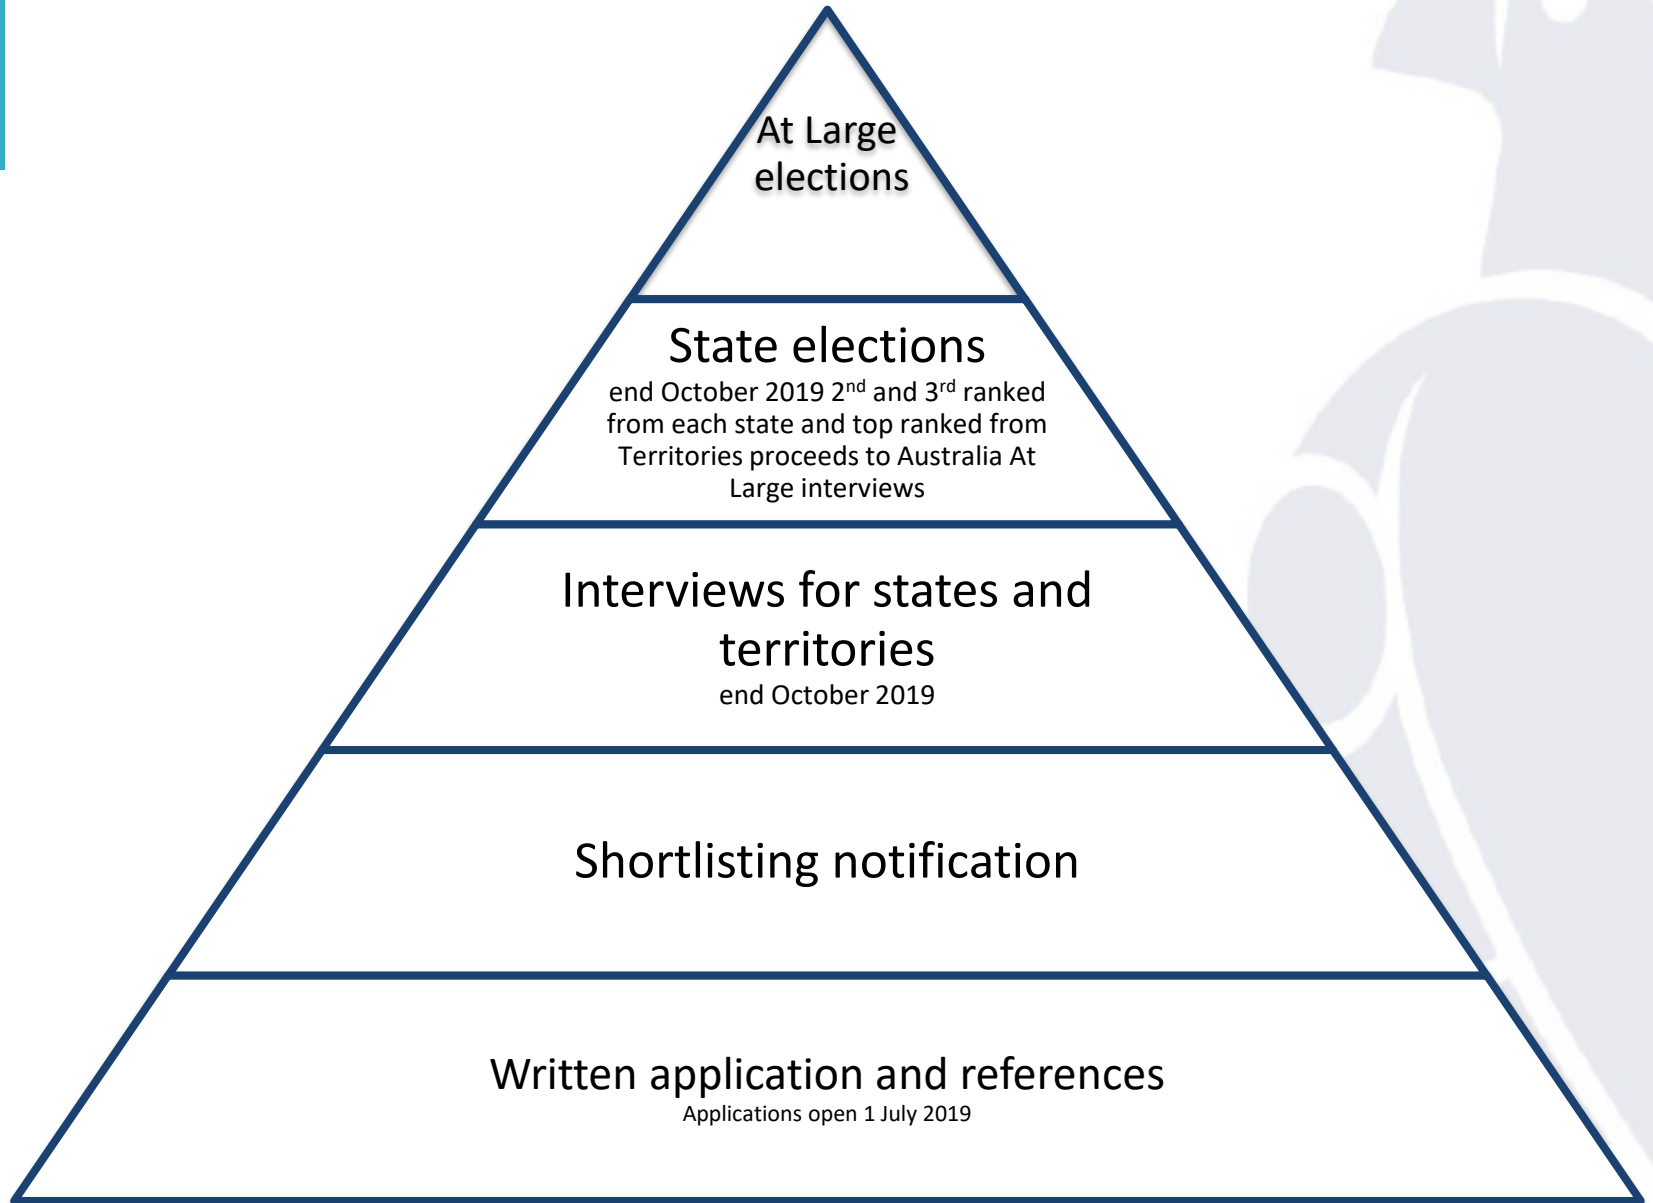 At Large
elections
State elections
end October 2019 2nd and 3rd ranked
from each state and top ranked from
Territories proceeds to Australia At
Large interviews
Interviews for states and
territories
end October 2019
Shortlisting notification
Written application and references
Applications open 1 July 2019